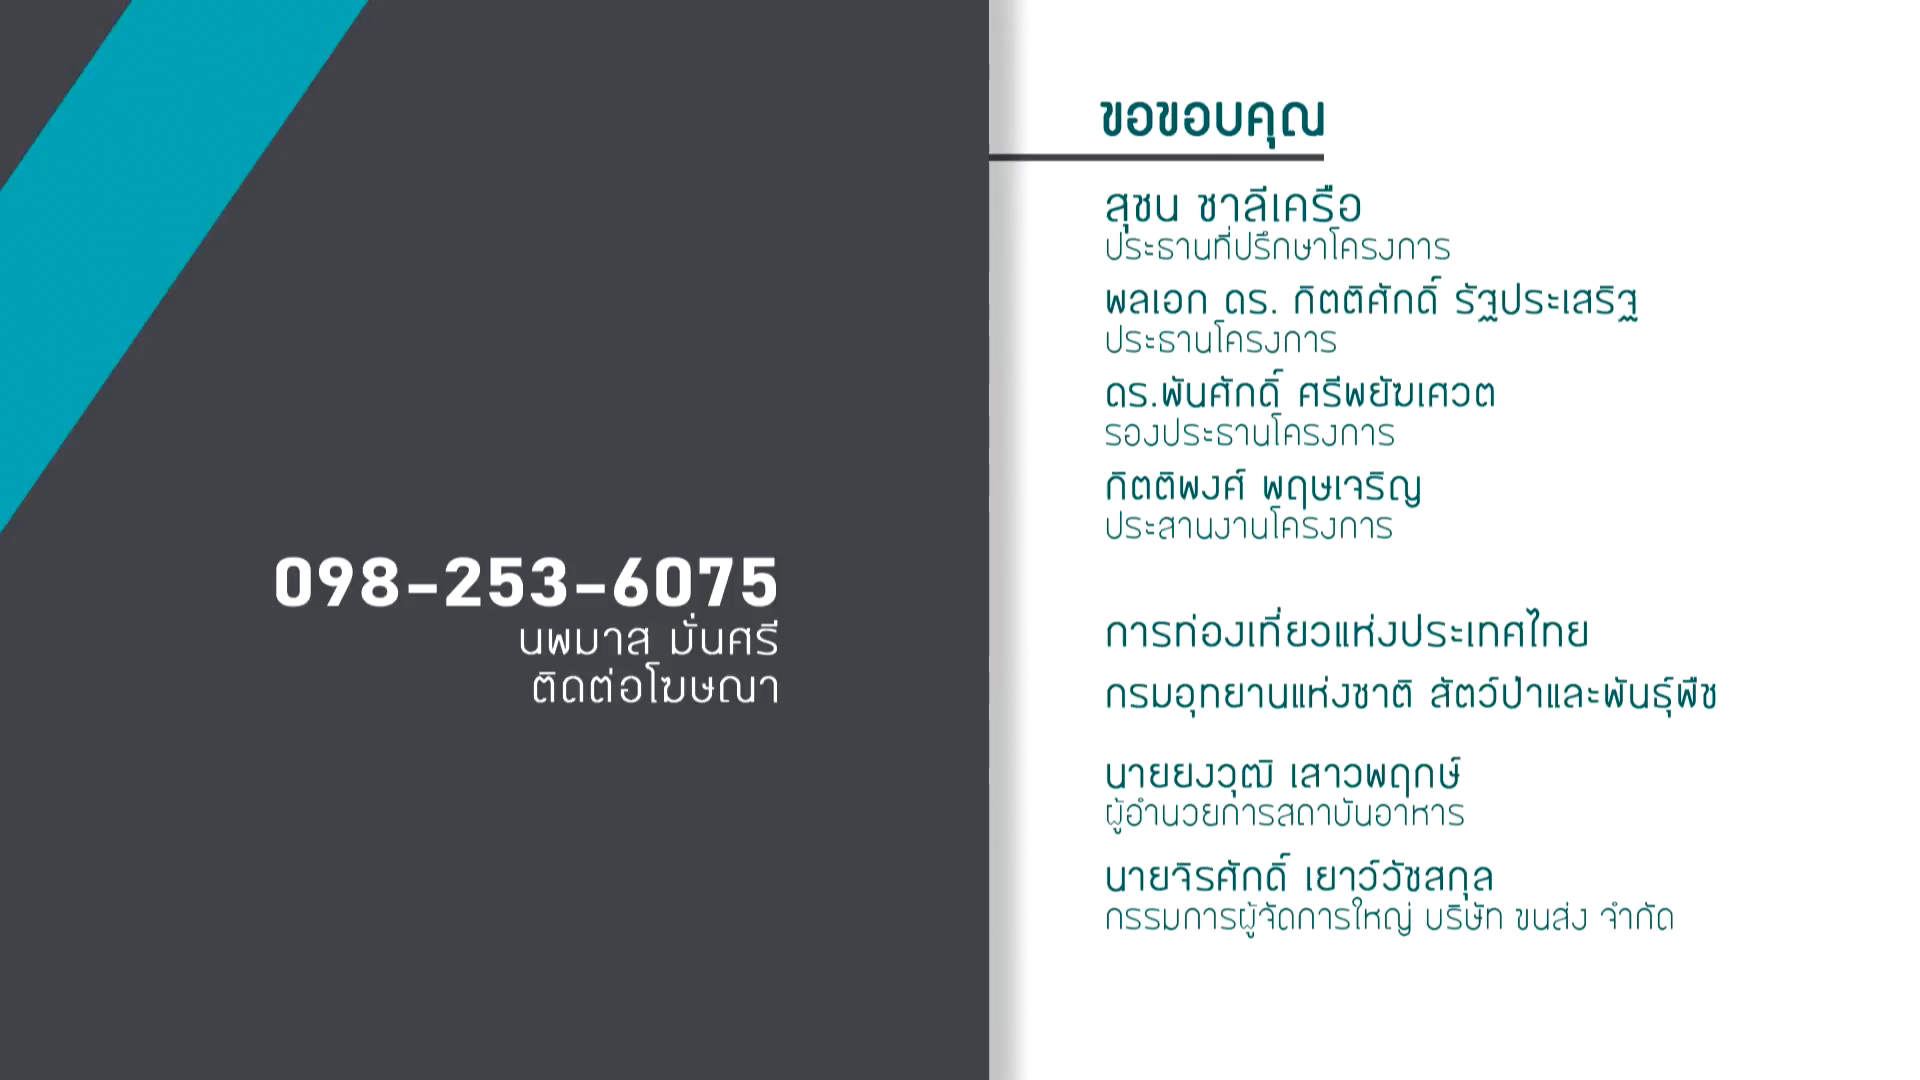 098-253-6075
นพมาส มั่นศรี
ติดต่อโฆษณา
ขอขอบคุณ
สุชน ชาลีเครือ
ประธานที่ปรึกษาโครงการ
พลเอก ดร. กิตติศักดิ์ รัฐประเสริฐ
ประธานโครงการ
ดร.พันศักดิ์ ศรีพยัฆเศวต
รองประธานโครงการ
กิตติพงศ์ พฤษเจริญ
ประสานงานโครงการ
การท่องเที่ยวแห่งประเทศไทย
กรมอุทยานแห่งชาติ สัตว์ป่าและพันธุ์พืช
นายยงวุฒิ เสาวพฤกษ์
ผู้อำนวยการสถาบันอาหาร
นายจิรศักดิ์ เยาว์วัชสกุล
กรรมการผู้จัดการใหญ่ บริษัท ขนส่ง จำกัด